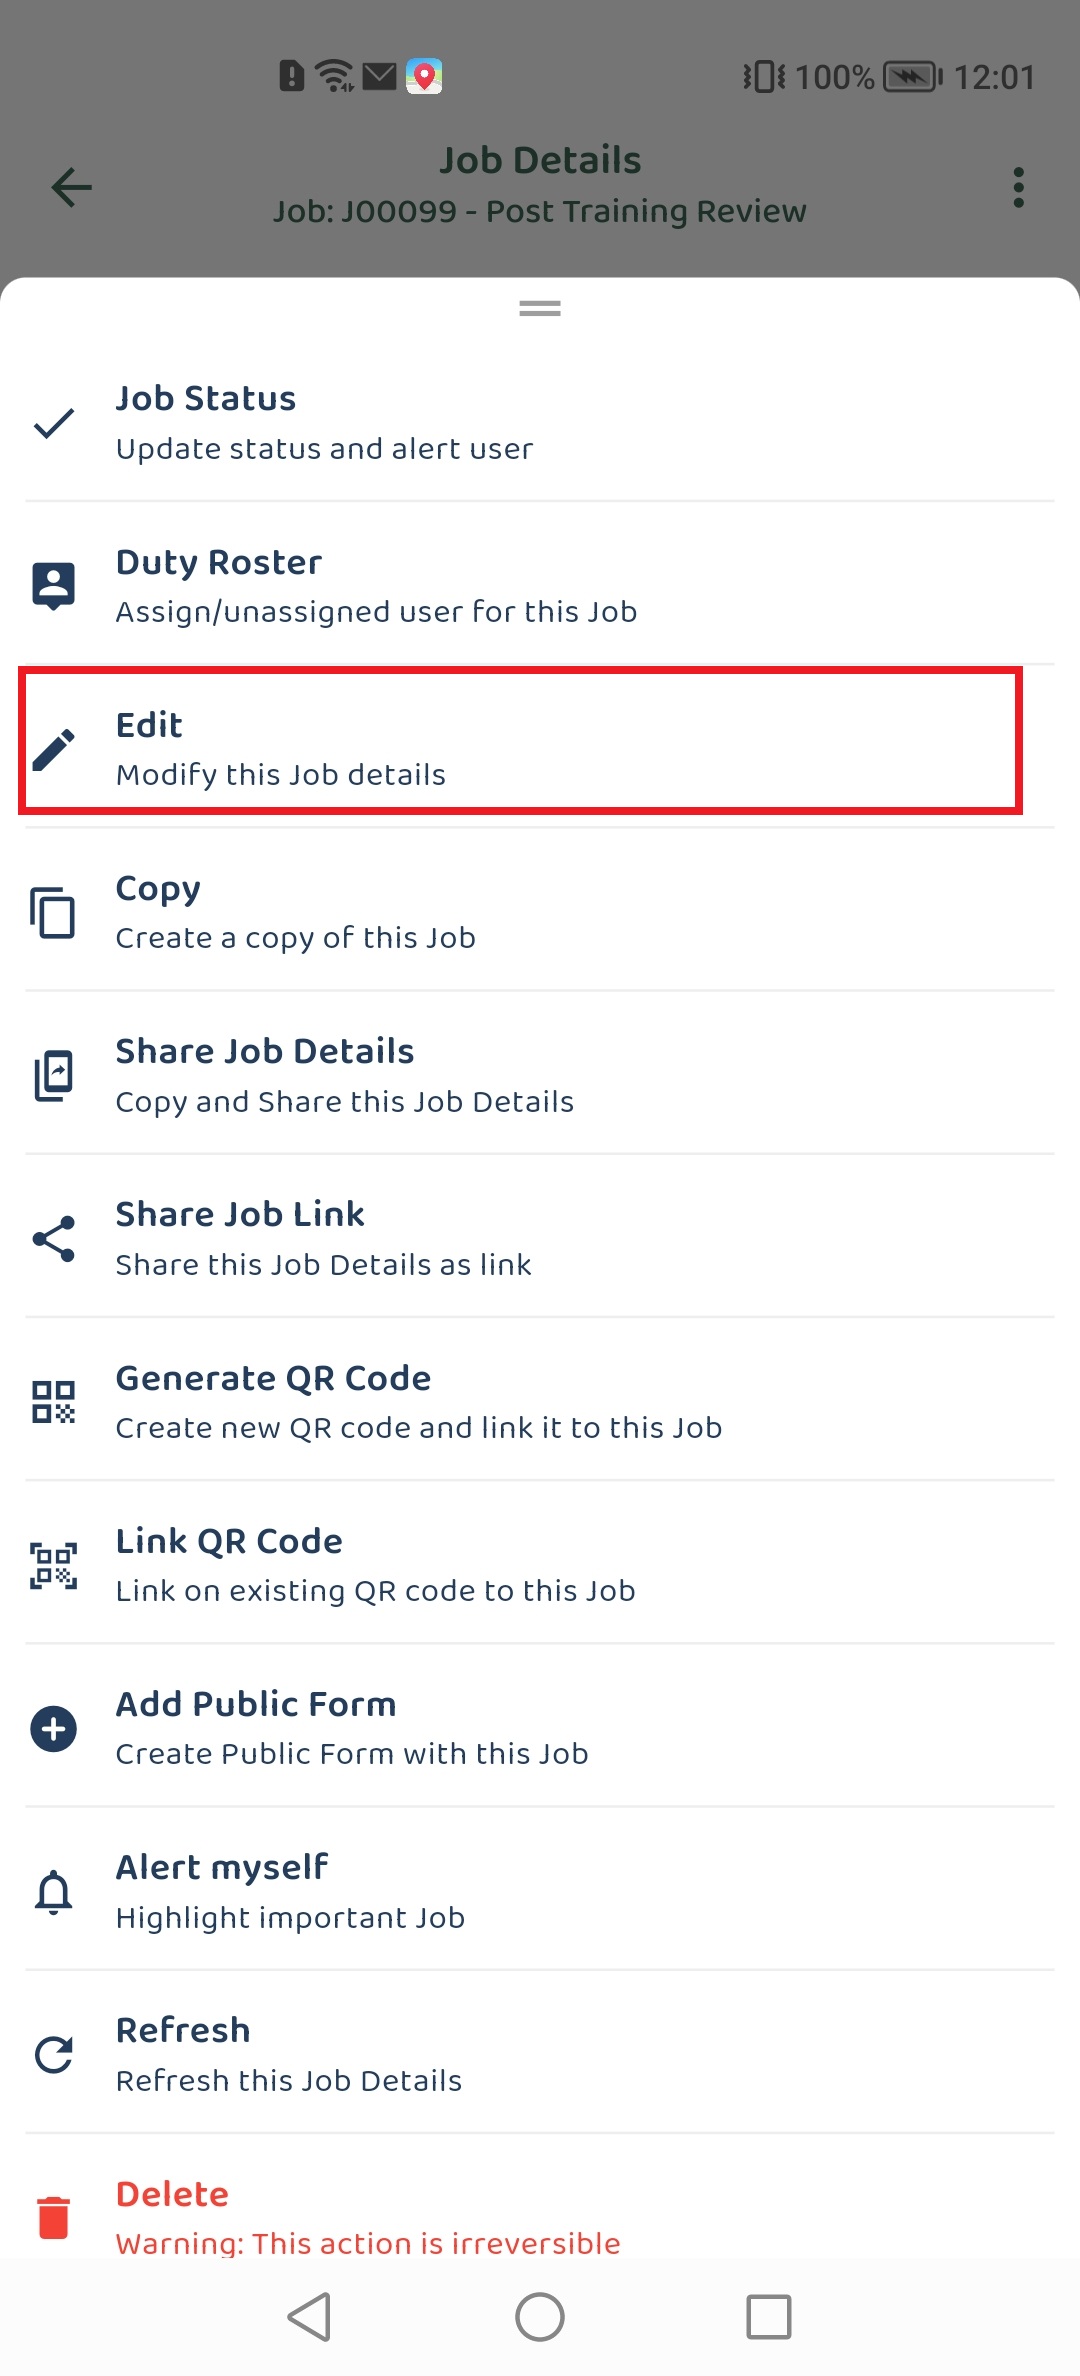 100% 12:01
Job Details
Job: J00099 - Post Training Review
Job Status
Update status and alert user
Duty Roster
Assign/unassigned user for this Job
Edit
Modify this Job details
Copy
Create a copy of this Job
Share Job Details
Copy and Share this Job Details
Share Job Link
Share this Job Details as link
Generate QR Code
Create new QR code and link it to this Job
Link QR Code
Link on existing QR code to this Job
Add Public Form
Create Public Form with this Job
Alert myself
Highlight important Job
Refresh
Refresh this Job Details
Delete
Warning: This action is irreversible